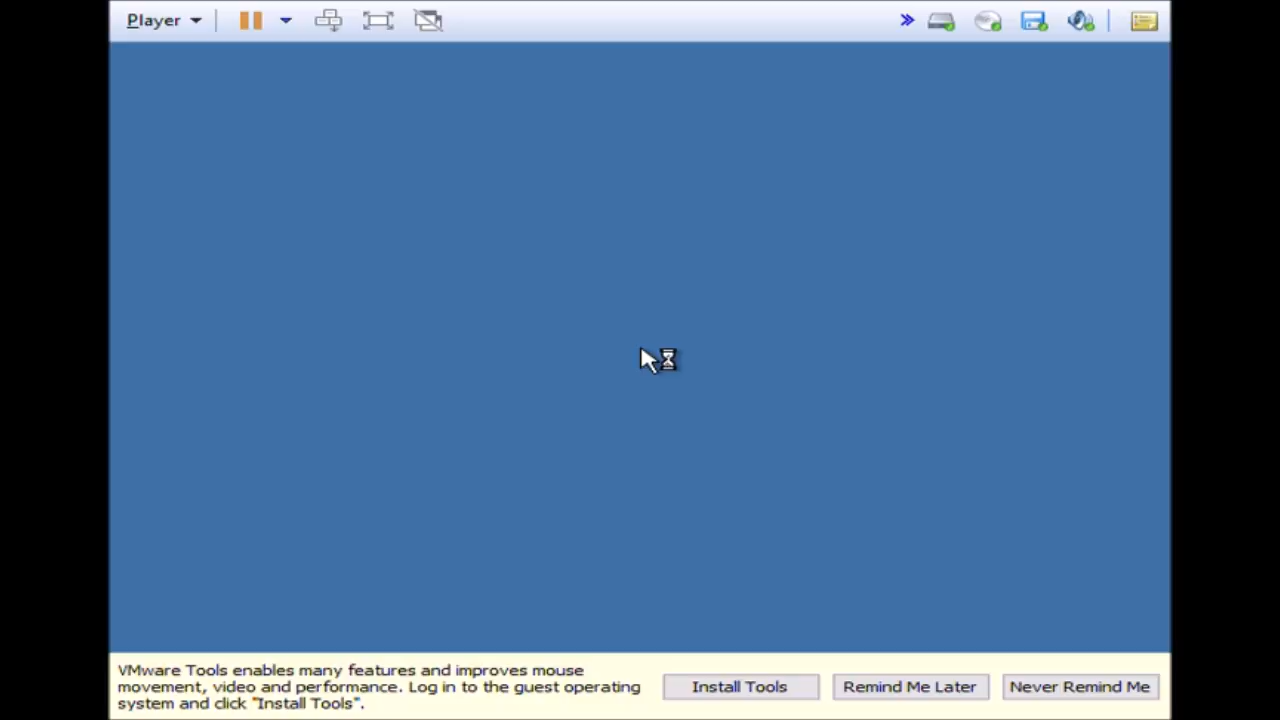 Player
VMware Tools enables many features and improves mouse
movement, video and performance. Log in to the guest operating
system and click "Install Tools".
Install Tools
Remind Me Later
Never Remind Me